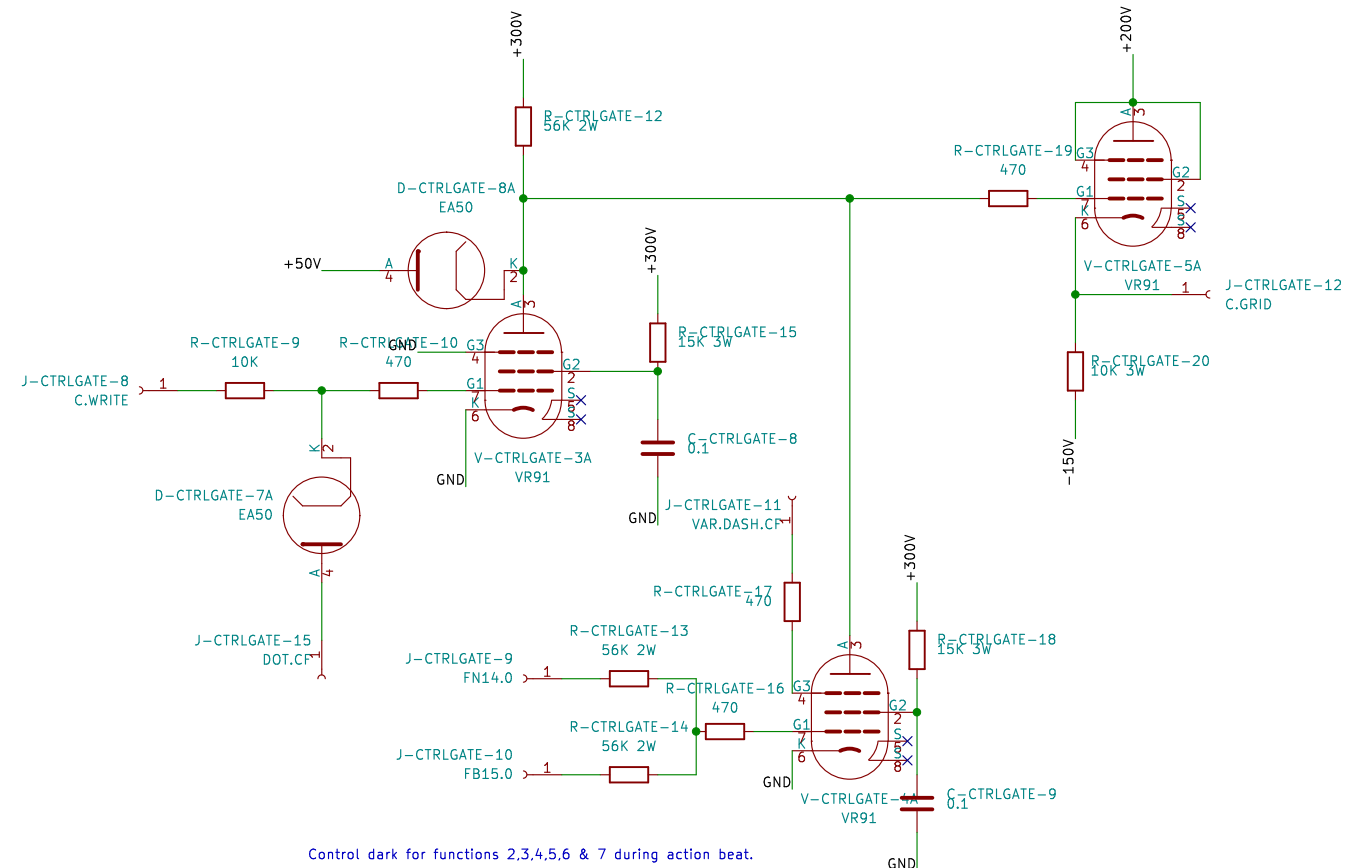 +300V
R-CTRLGATE-12
56K 2W
D-CTRLGATE-8A
EA50
+50V
A
4
K
2
A
3
+200V
A
3
R-CTRLGATE-19
470
G3
4
G2
2
G1
7
K
6
S
5
S
8
V-CTRLGATE-5A
VR91
1
J-CTRLGATE-12
C.GRID
R-CTRLGATE-20
10K 3W
-150V
+300V
R-CTRLGATE-15
15K 3W
R-CTRLGATE-9
10K
R-CTRLGATE-10
470
GND
G3
4
G2
2
J-CTRLGATE-8
C.WRITE
1
G1
7
K
6
S
5
S
8
GND
V-CTRLGATE-3A
VR91
C-CTRLGATE-8
0.1
GND
K
2
D-CTRLGATE-7A
EA50
A
4
J-CTRLGATE-15
DOT.CF
1
J-CTRLGATE-11
VAR.DASH.CF
1
R-CTRLGATE-17
470
+300V
R-CTRLGATE-18
15K 3W
R-CTRLGATE-13
56K 2W
J-CTRLGATE-9
FN14.0
1
R-CTRLGATE-16
470
A
3
G3
4
G2
2
G1
7
K
6
S
5
S
8
R-CTRLGATE-14
56K 2W
J-CTRLGATE-10
FB15.0
1
GND
V-CTRLGATE-4A
VR91
C-CTRLGATE-9
0.1
GND
Control dark for functions 2,3,4,5,6 & 7 during action beat.